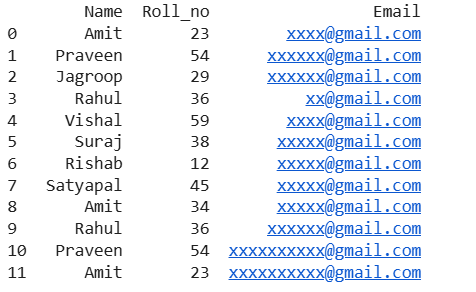 Name Roll_no Email
0 Amit 23 xxxx@gmail.com
1 Praveen 54 xxxxxx@gmail.com
2 Jagroop 29 xxxxxx@gmail.com
3 Rahul 36 xx@gmail.com
4 Vishal 59 xxxx@gmail.com
5 Suraj 38 xxxxx@gmail.com
6 Rishab 12 xxxxx@gmail.com
7 Satyapal 45 xxxxx@gmail.com
8 Amit 34 xxxxx@gmail.com
9 Rahul 36 xxxxxx@gmail.com
10 Praveen 54 xxxxxxxxxx@gmail.com
11 Amit 23 xxxxxxxxxx@gmail.com